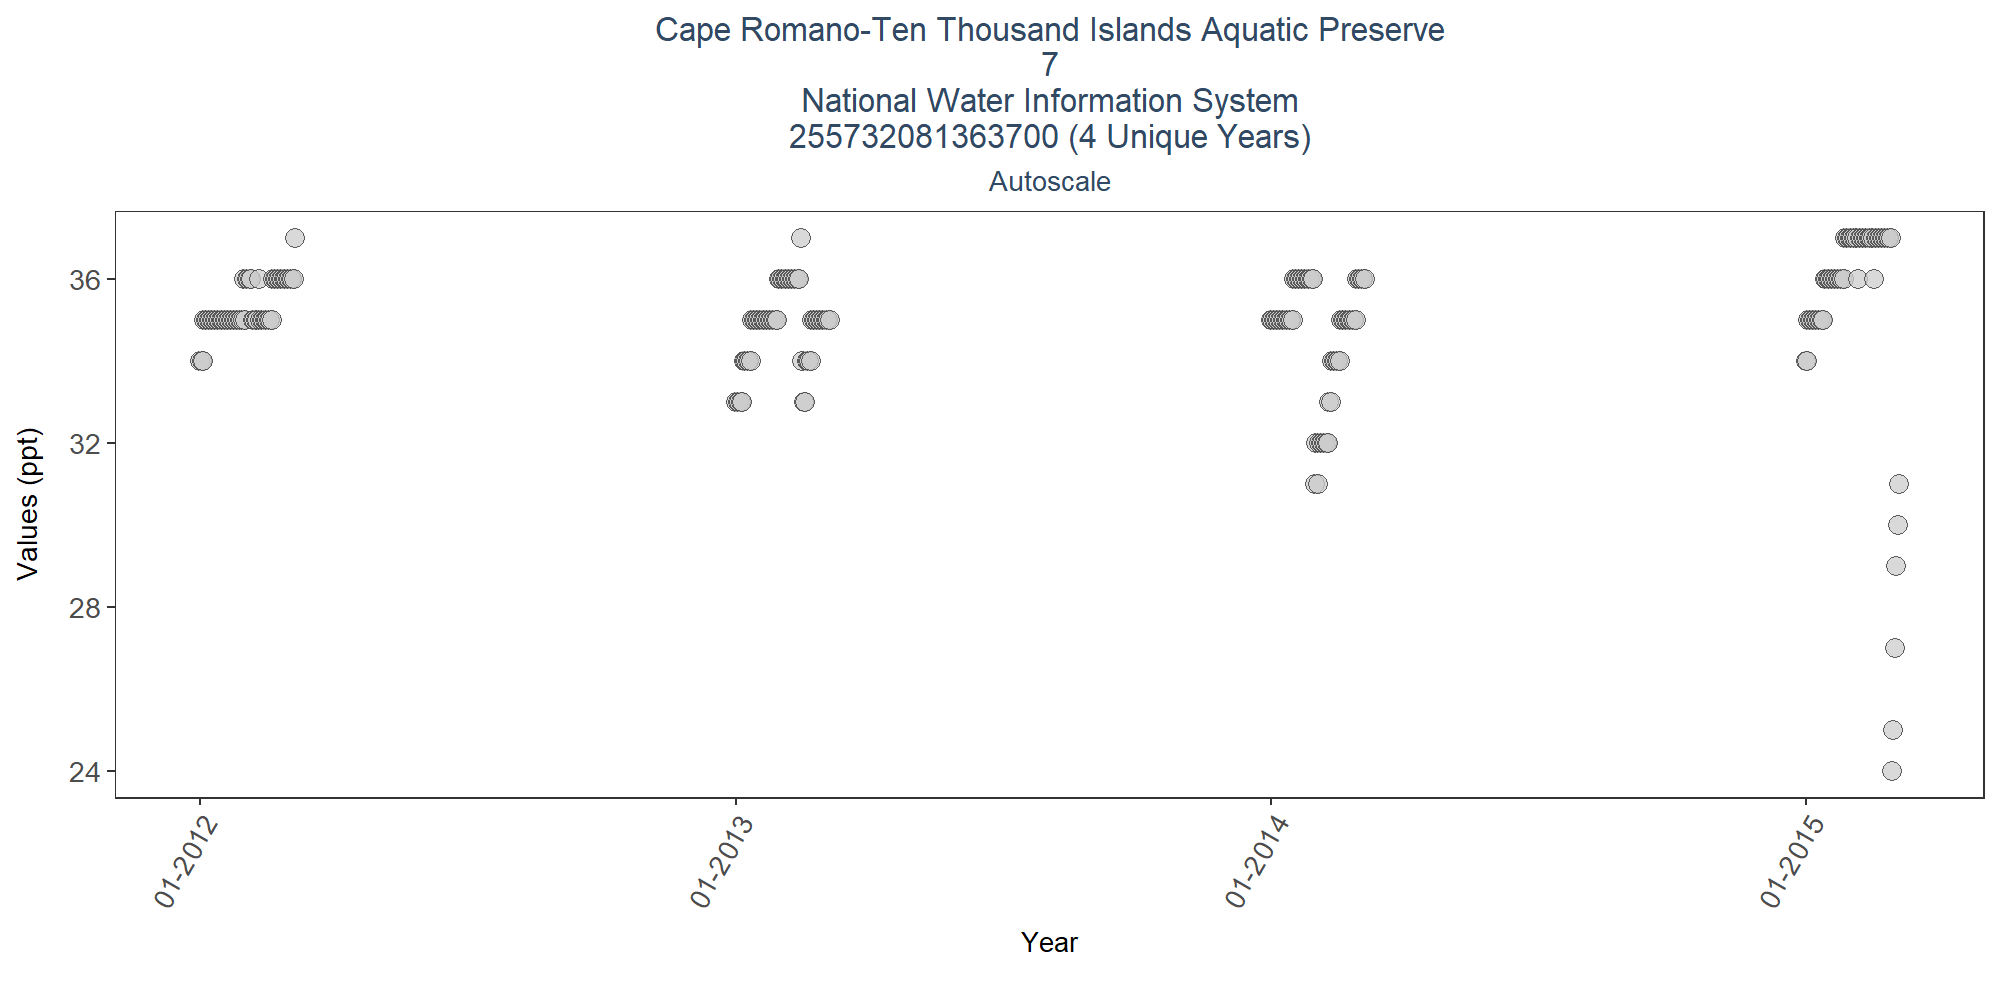 Cape Romano-Ten Thousand Islands Aquatic Preserve
7
National Water Information System
255732081363700 (4 Unique Years)
Autoscale
Values (ppt)
36
32
28
24
01-2012
01-2013
01-2014
01-2015
Year